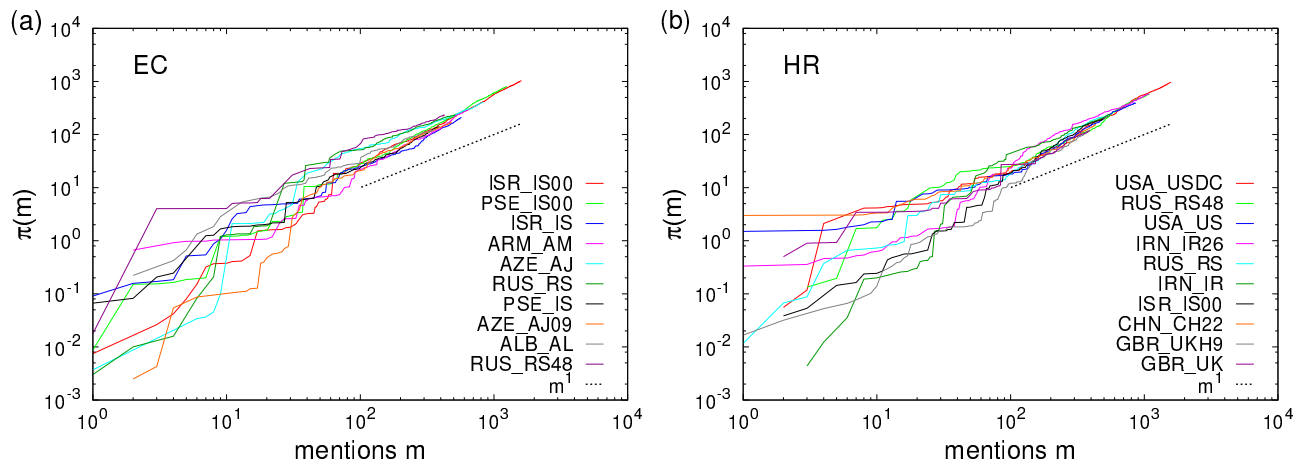 (a)
EC
π(m)
10^4
10^3
10^2
10^1
10^0
10^-1
10^-2
10^-3
10^0 10^1 10^2 10^3 10^4
mentions m
ISR_IS00
PSE_IS00
ISR_IS
ARM_AM
AZE_AJ
RUS_RS
PSE_IS
AZE_AJ09
ALB_AL
RUS_RS48
m^1
(b)
HR
π(m)
10^4
10^3
10^2
10^1
10^0
10^-1
10^-2
10^-3
10^0 10^1 10^2 10^3 10^4
mentions m
USA_USDC
RUS_RS48
USA_US
IRN_IR26
RUS_RS
IRN_IR
ISR_IS00
CHN_CH22
GBR_UKH9
GBR_UK
m^1